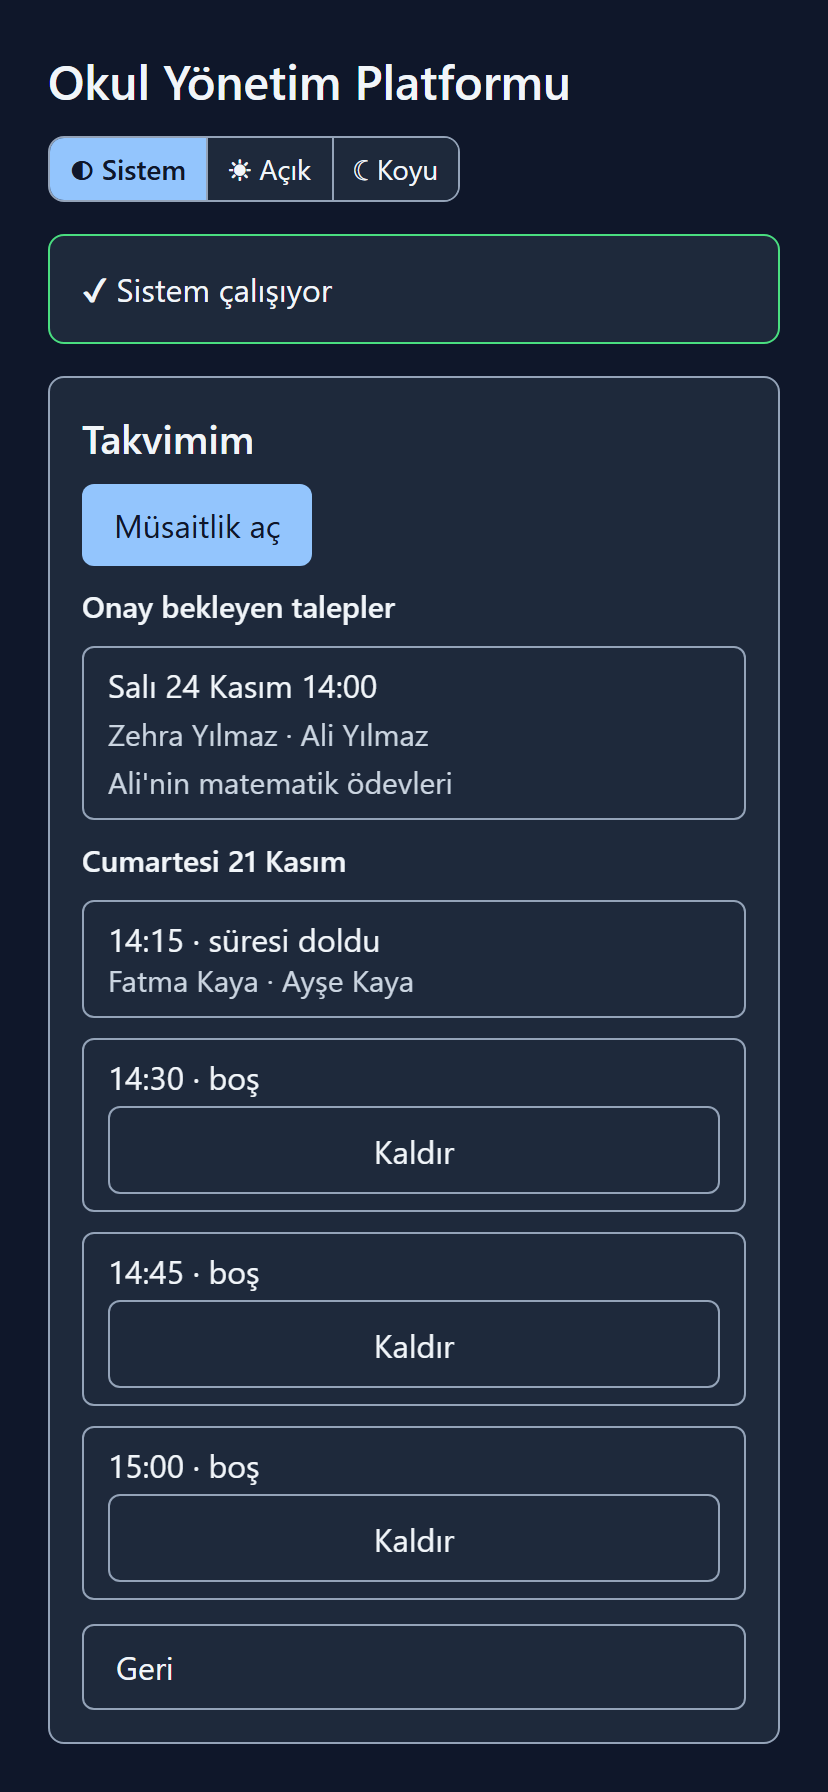 Okul Yönetim Platformu
◐ Sistem ☀ Açık ☾ Koyu
✓ Sistem çalışıyor
Takvimim
Müsaitlik aç
Onay bekleyen talepler
Salı 24 Kasım 14:00
Zehra Yılmaz · Ali Yılmaz
Ali'nin matematik ödevleri
Cumartesi 21 Kasım
14:15 · süresi doldu
Fatma Kaya · Ayşe Kaya
14:30 · boş
Kaldır
14:45 · boş
Kaldır
15:00 · boş
Kaldır
Geri